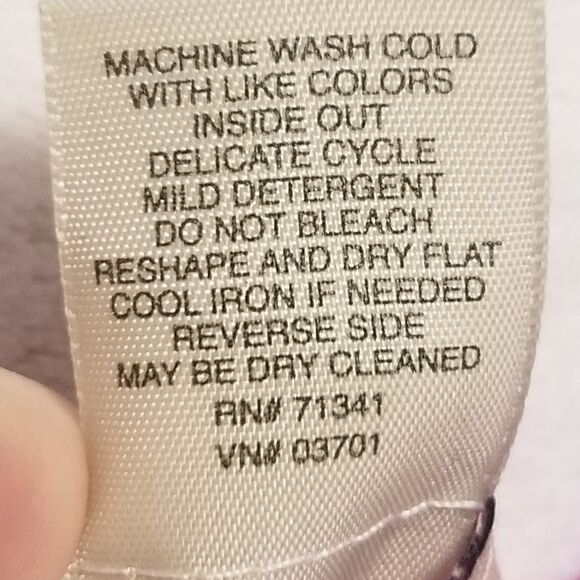 MACHINE WASH COLD
WITH LIKE COLORS
INSIDE OUT
DELICATE CYCLE
MILD DETERGENT
DO NOT BLEACH
RESHAPE AND DRY FLAT
COOL IRON IF NEEDED
REVERSE SIDE
MAY BE DRY CLEANED
RN# 71341
VN# 03701